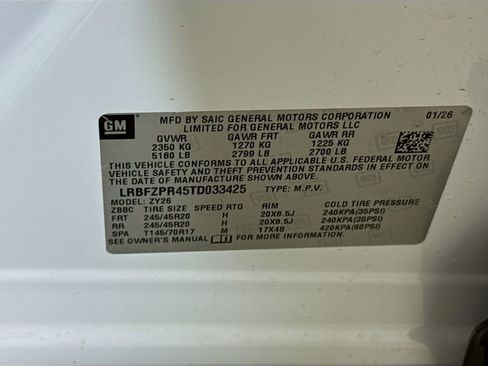 GM
MFD BY SAIC GENERAL MOTORS CORPORATION 01/26
LIMITED FOR GENERAL MOTORS LLC
GVWR GAWR FRT GAWR RR
2350 KG 1270 KG 1225 KG
5180 LB 2799 LB 2700 LB
THIS VEHICLE CONFORMS TO ALL APPLICABLE U.S. FEDERAL MOTOR
VEHICLE SAFETY AND THEFT PREVENTION STANDARDS IN EFFECT ON
THE DATE OF MANUFACTURE SHOWN ABOVE.
LRBFZPR45TD033425 TYPE: M.P.V.
MODEL: ZY26
ZBBC TIRE SIZE SPEED RTG RIM COLD TIRE PRESSURE
FRT 245/45R20 H 20X8.5J 240KPA(35PSI)
RR 245/45R20 H 20X8.5J 240KPA(35PSI)
SPA T145/70R17 M 17X4B 420KPA(60PSI)
SEE OWNER'S MANUAL